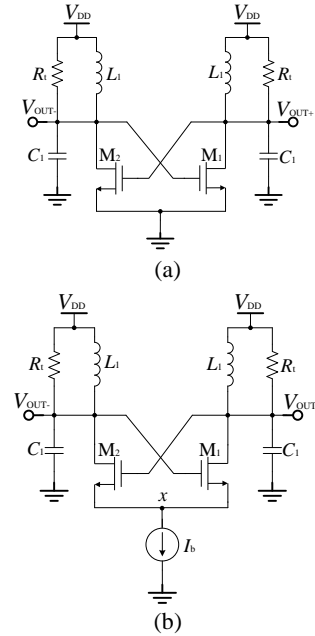 VDD VDD
Rt L1 L1 Rt
VOUT- VOUT+
C1 M2 M1 C1
(a)
VDD VDD
Rt L1 L1 Rt
VOUT- VOUT
C1 M2 M1 C1
x
Ib
(b)